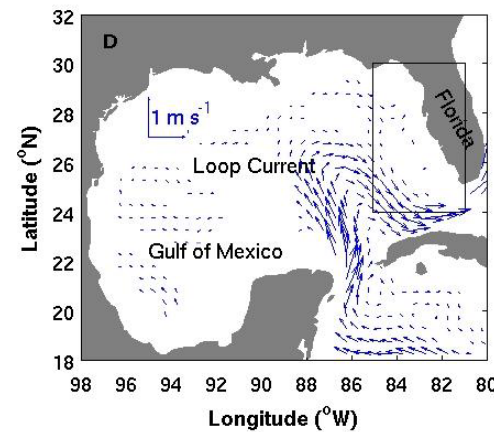 32
D
30
1 m s-1
28
Florida
26
Loop Current
24
Gulf of Mexico
22
20
18
98 96 94 92 90 88 86 84 82 80
Latitude (°N)
Longitude (°W)